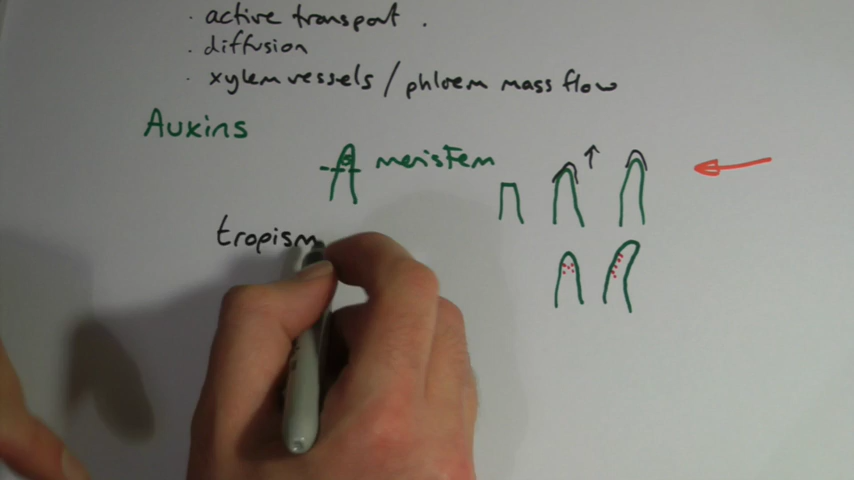 · active transport .
· diffusion
· xylem vessels / phloem mass flow
Auxins
meristem
tropism